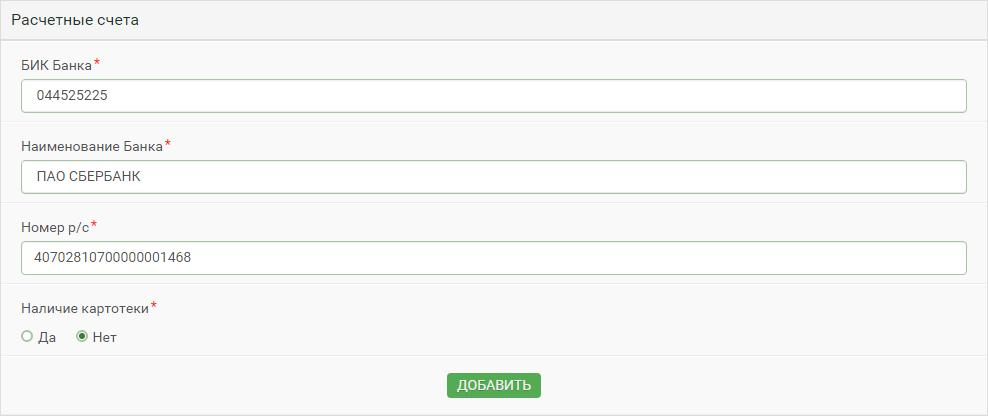 Расчетные счета
БИК Банка*
044525225
Наименование Банка*
ПАО СБЕРБАНК
Номер р/с*
40702810700000001468
Наличие картотеки*
Да Нет
ДОБАВИТЬ